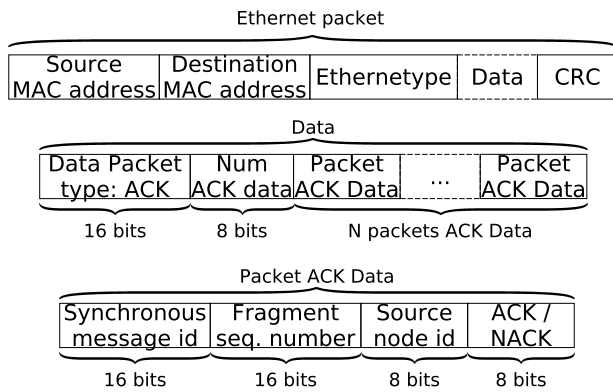 Ethernet packet
Source MAC address
Destination MAC address
Ethernetype
Data
CRC
Data
Data Packet type: ACK
Num ACK data
Packet ACK Data
...
Packet ACK Data
16 bits
8 bits
N packets ACK Data
Packet ACK Data
Synchronous message id
Fragment seq. number
Source node id
ACK / NACK
16 bits
16 bits
8 bits
8 bits